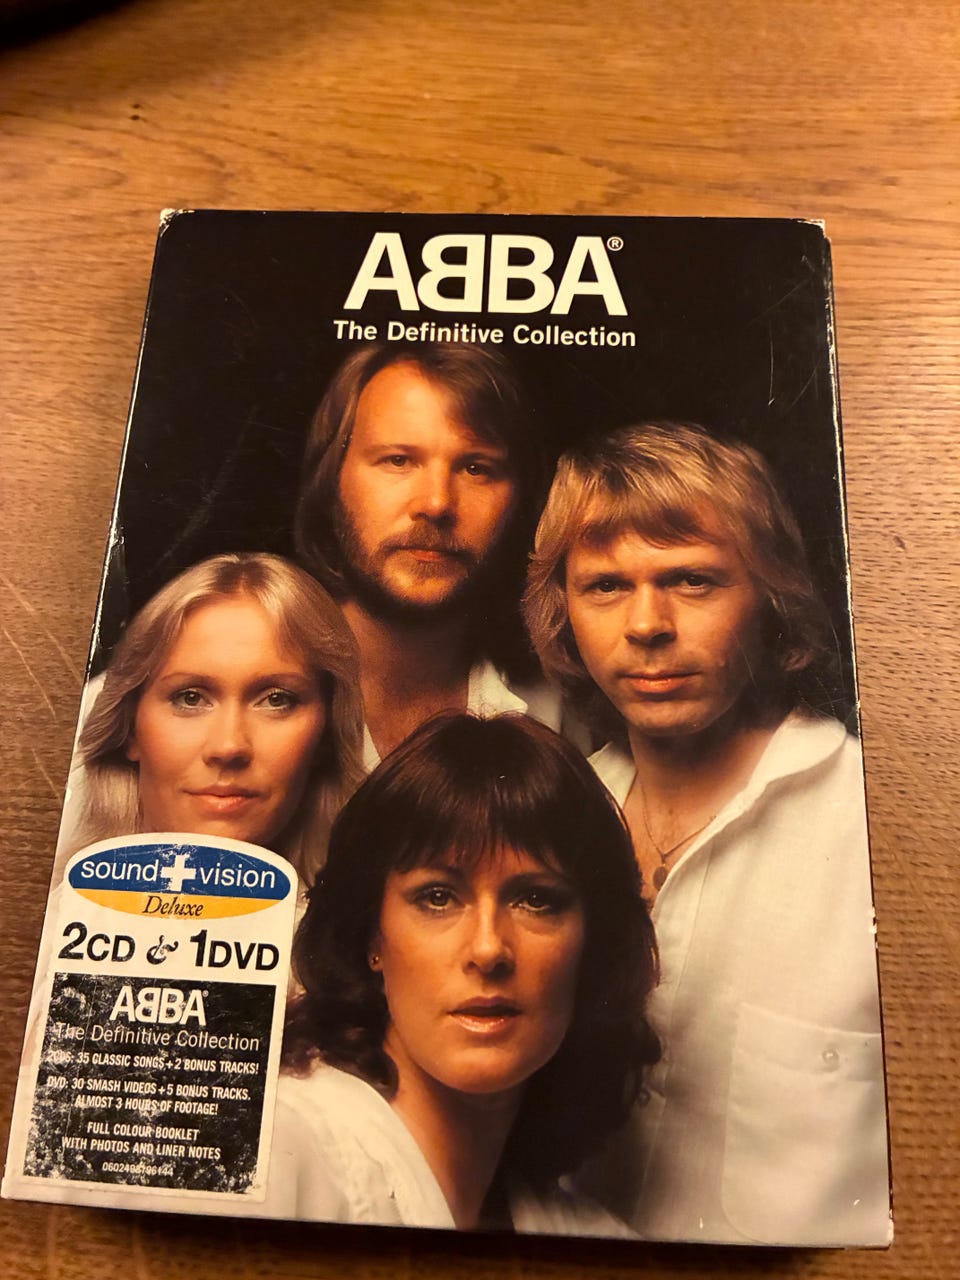 ABBA®
The Definitive Collection
sound+vision
Deluxe
2CD & 1DVD
ABBA
The Definitive Collection
2CDS: 35 CLASSIC SONGS+2 BONUS TRACKS!
DVD: 30 SMASH VIDEOS+5 BONUS TRACKS.
ALMOST 3 HOURS OF FOOTAGE!
FULL COLOUR BOOKLET
WITH PHOTOS AND LINER NOTES